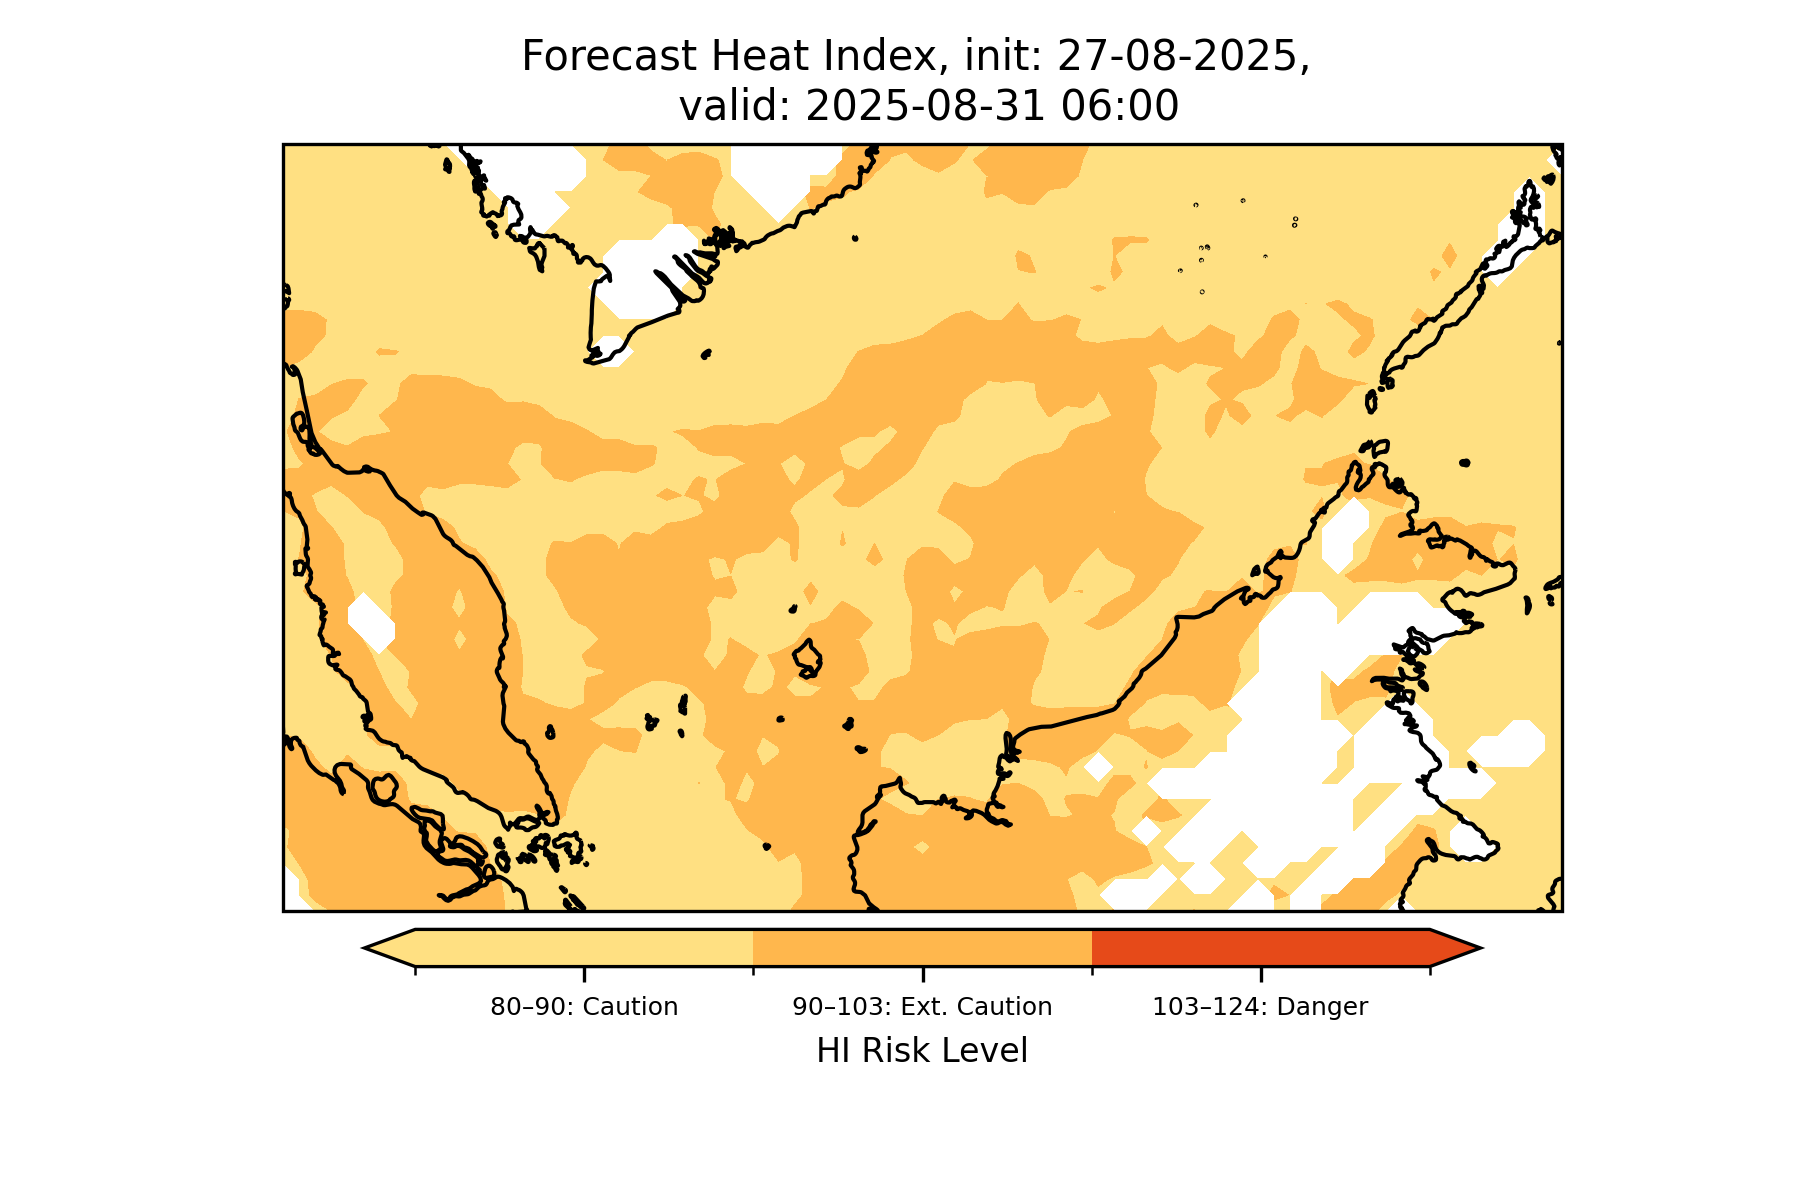 Forecast Heat Index, init: 27-08-2025,
valid: 2025-08-31 06:00
80–90: Caution
90–103: Ext. Caution
103–124: Danger
HI Risk Level